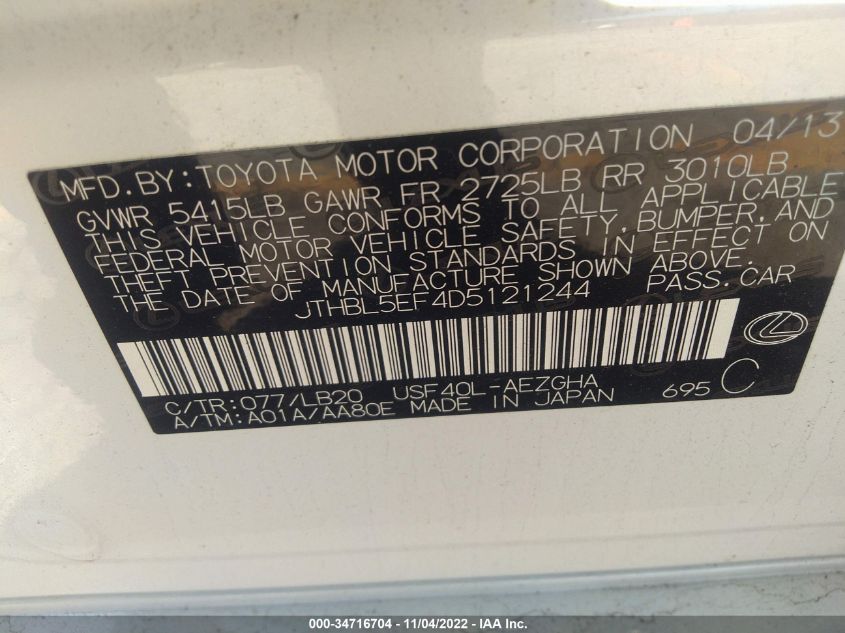 MFD.BY:TOYOTA MOTOR CORPORATION 04/13
GVWR 5415LB GAWR FR 2725LB RR 3010LB
THIS VEHICLE CONFORMS TO ALL APPLICABLE
FEDERAL MOTOR VEHICLE SAFETY,BUMPER,AND
THEFT PREVENTION STANDARDS IN EFFECT ON
THE DATE OF MANUFACTURE SHOWN ABOVE.
JTHBL5EF4D5121244 PASS.CAR
C/TR:077/LB20 USF40L-AEZGHA 695 C
A/TM:A01A/AA80E MADE IN JAPAN
000-34716704 - 11/04/2022 - IAA Inc.